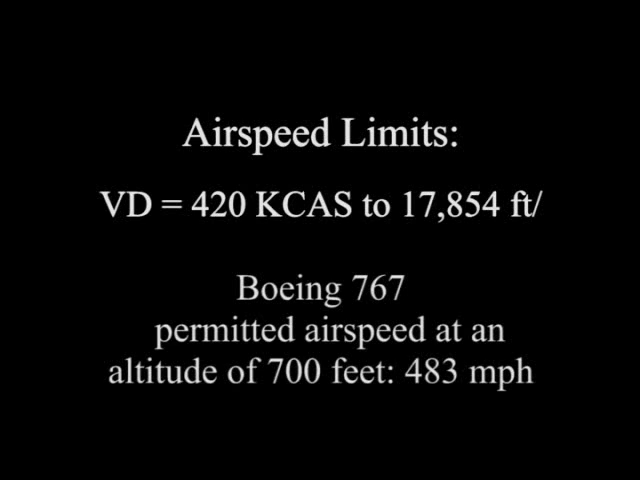 Airspeed Limits:
VD = 420 KCAS to 17,854 ft/
Boeing 767
permitted airspeed at an
altitude of 700 feet: 483 mph